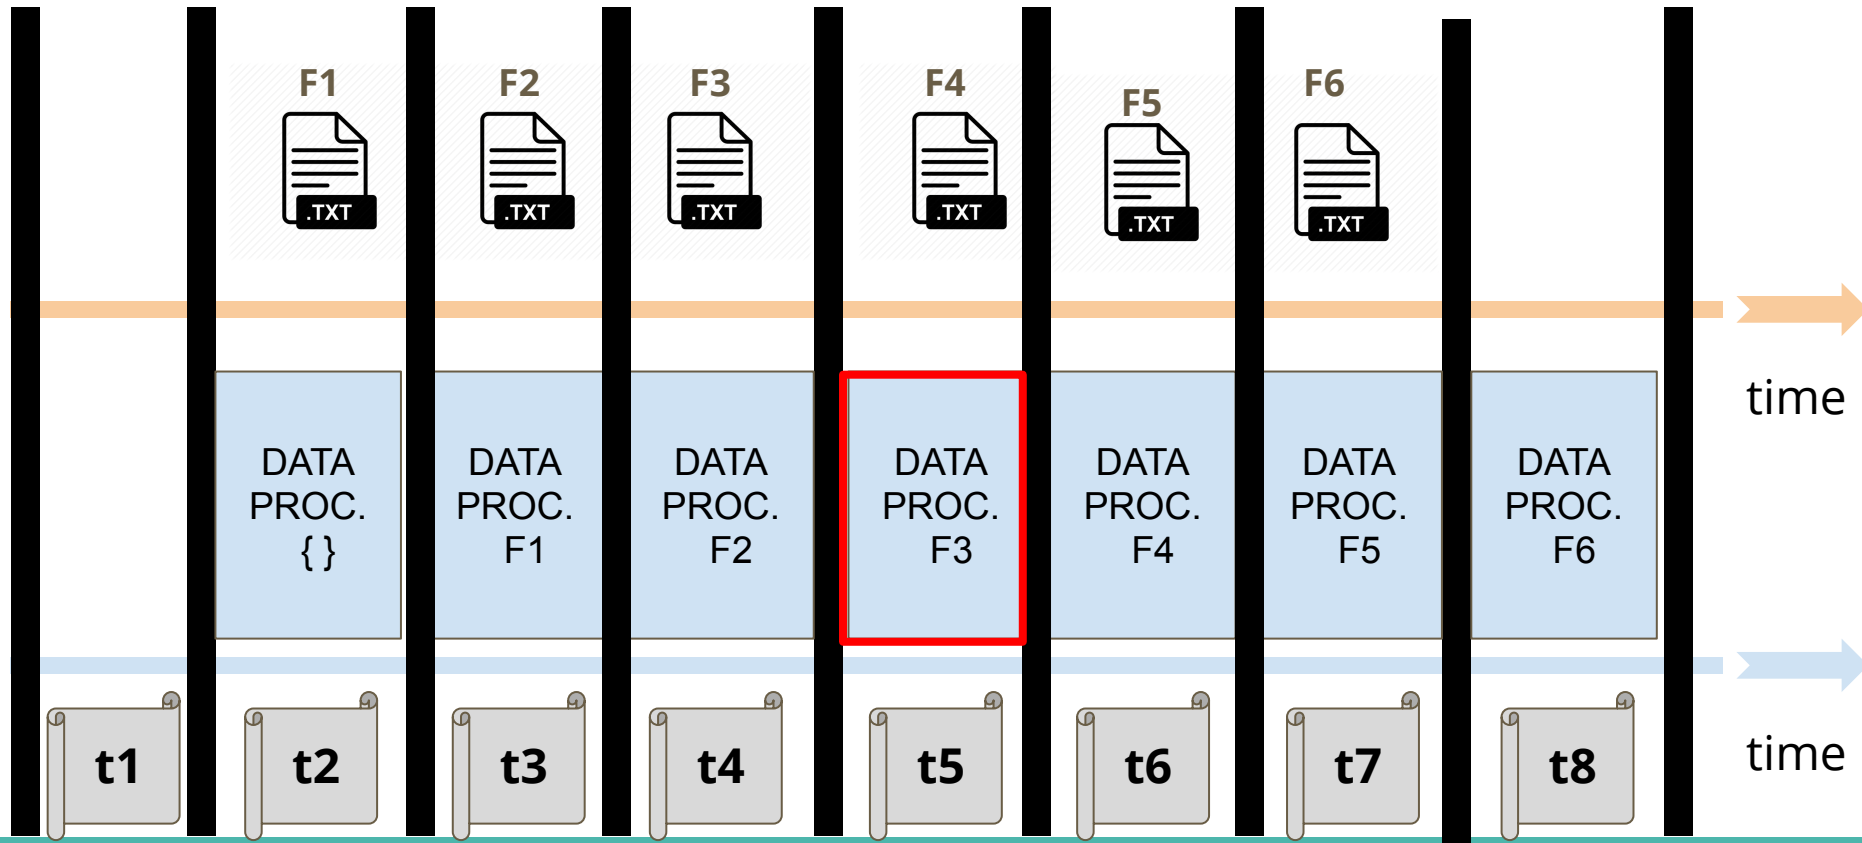 F1 F2 F3 F4 F5 F6
.TXT .TXT .TXT .TXT .TXT .TXT
time
DATA DATA DATA DATA DATA DATA DATA
PROC. PROC. PROC. PROC. PROC. PROC. PROC.
{ } F1 F2 F3 F4 F5 F6
t1 t2 t3 t4 t5 t6 t7 t8
time